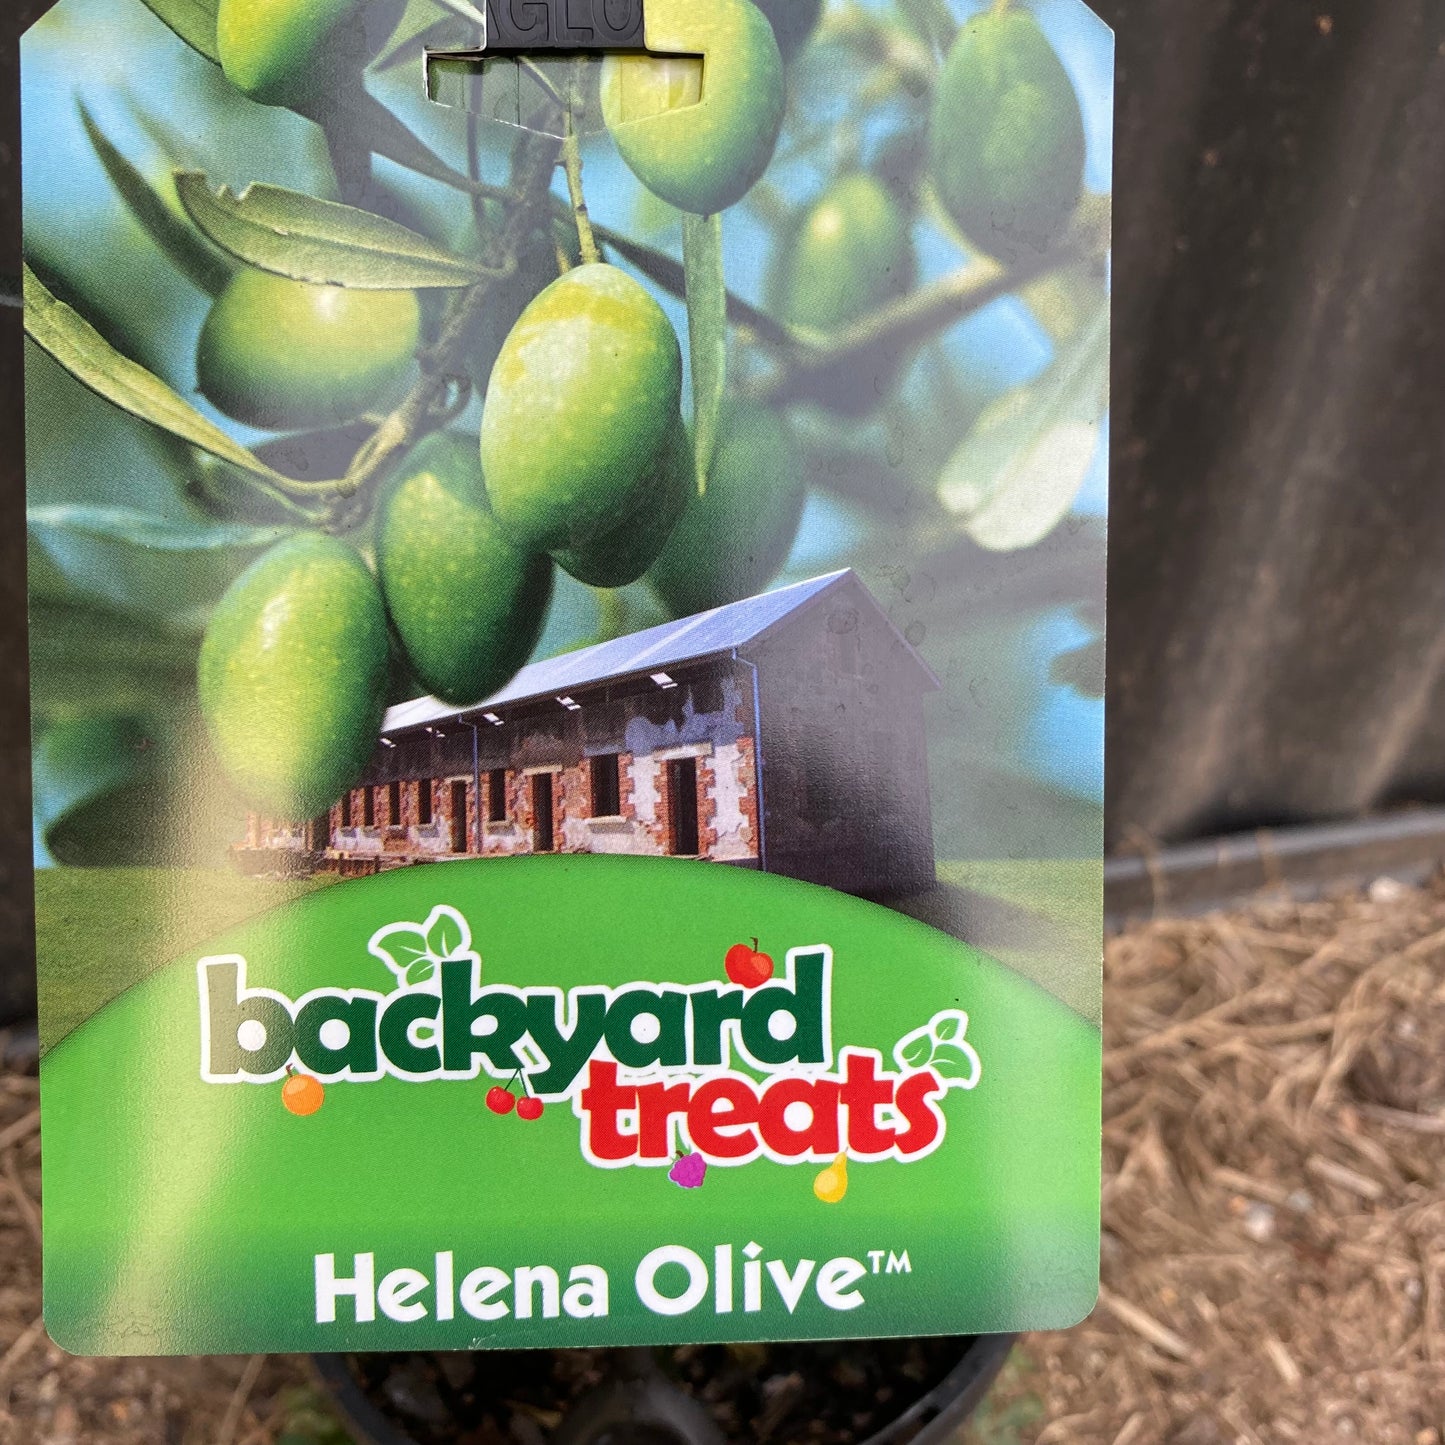 backyard
treats
Helena Olive™